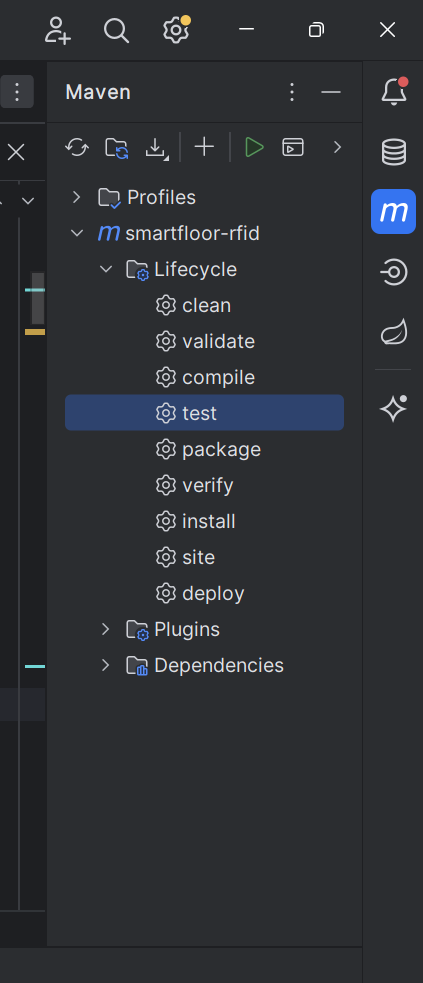 Maven
Profiles
m smartfloor-rfid
m
Lifecycle
clean
validate
compile
test
package
verify
install
site
deploy
Plugins
Dependencies